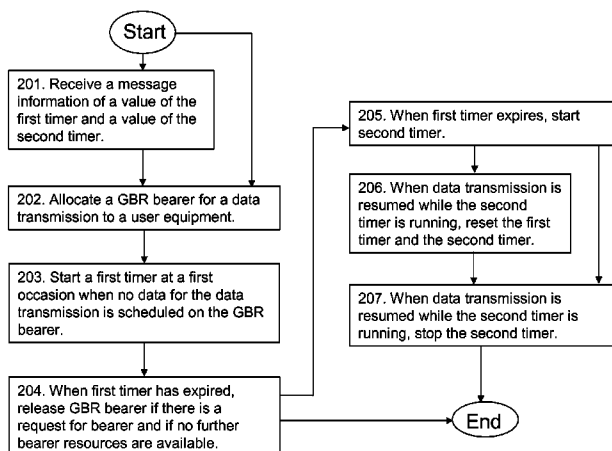 Start
201. Receive a message
information of a value of the
first timer and a value of the
second timer.
202. Allocate a GBR bearer for a data
transmission to a user equipment.
203. Start a first timer at a first
occasion when no data for the data
transmission is scheduled on the GBR
bearer.
204. When first timer has expired,
release GBR bearer if there is a
request for bearer and if no further
bearer resources are available.
205. When first timer expires, start
second timer.
206. When data transmission is
resumed while the second
timer is running, reset the first
timer and the second timer.
207. When data transmission is
resumed while the second timer is
running, stop the second timer.
End